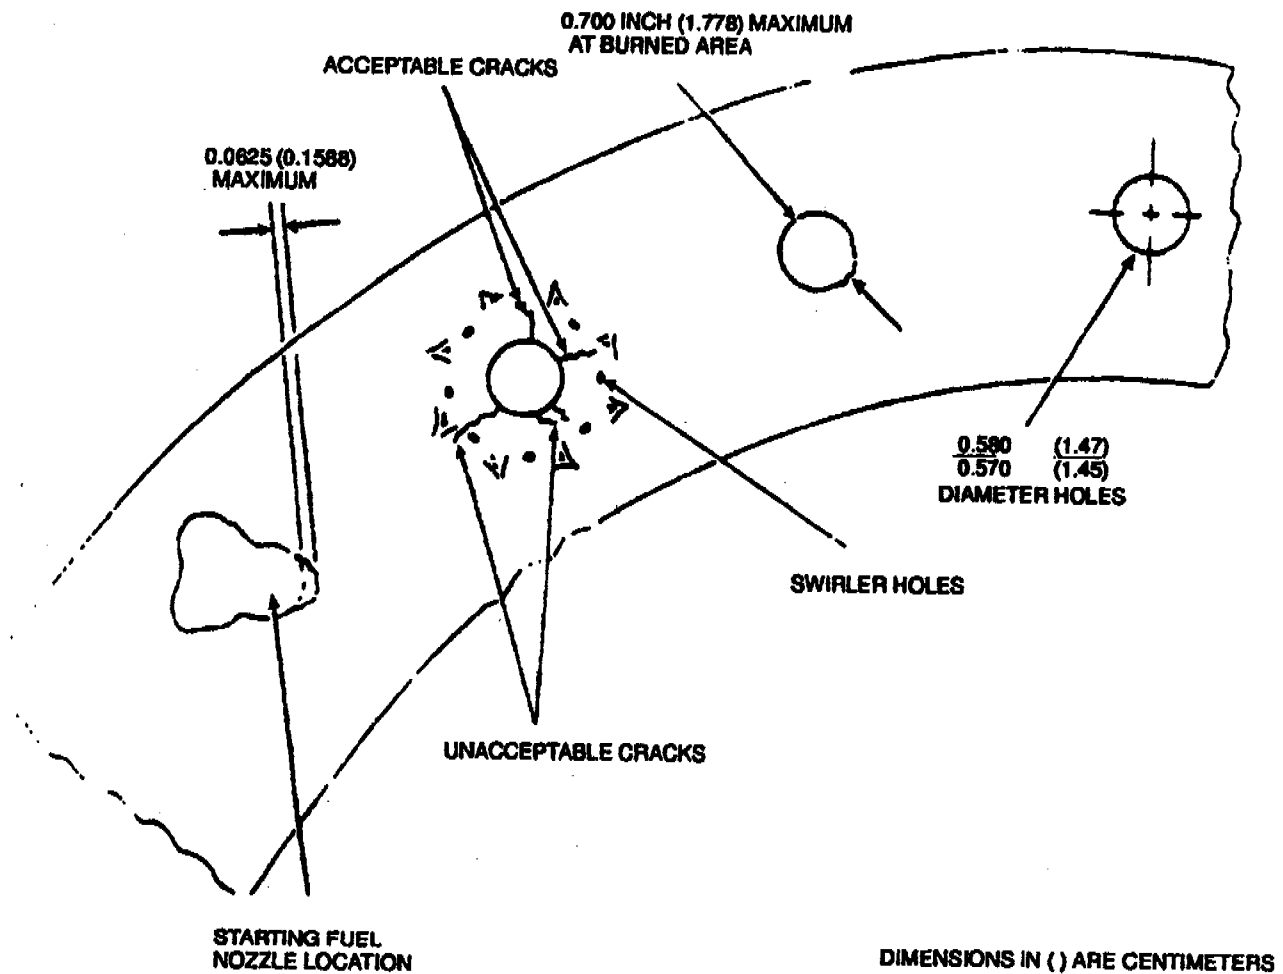 0.700 INCH (1.778) MAXIMUM
AT BURNED AREA
ACCEPTABLE CRACKS
0.0625 (0.1588)
MAXIMUM
0.580 (1.47)
0.570 (1.45)
DIAMETER HOLES
SWIRLER HOLES
UNACCEPTABLE CRACKS
STARTING FUEL
NOZZLE LOCATION
DIMENSIONS IN ( ) ARE CENTIMETERS